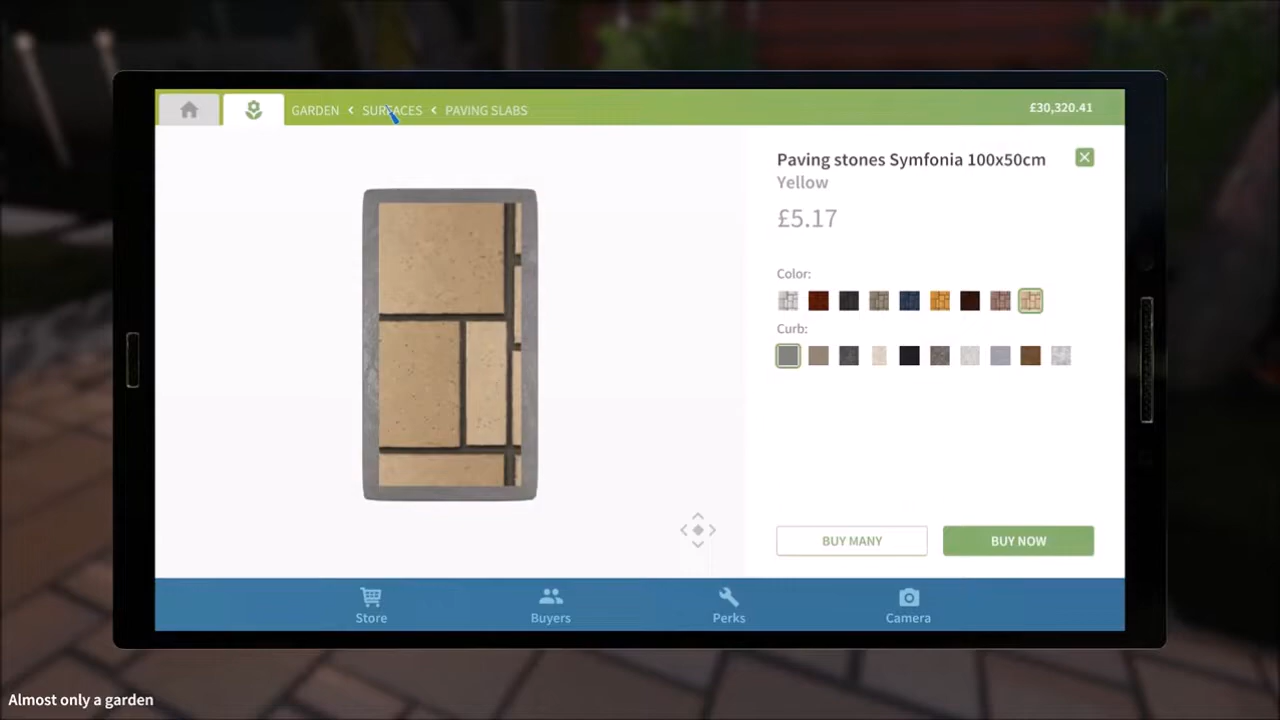 GARDEN < SURFACES < PAVING SLABS
£30,320.41
Paving stones Symfonia 100x50cm
Yellow
£5.17
Color:
Curb:
BUY MANY
BUY NOW
Store
Buyers
Perks
Camera
Almost only a garden